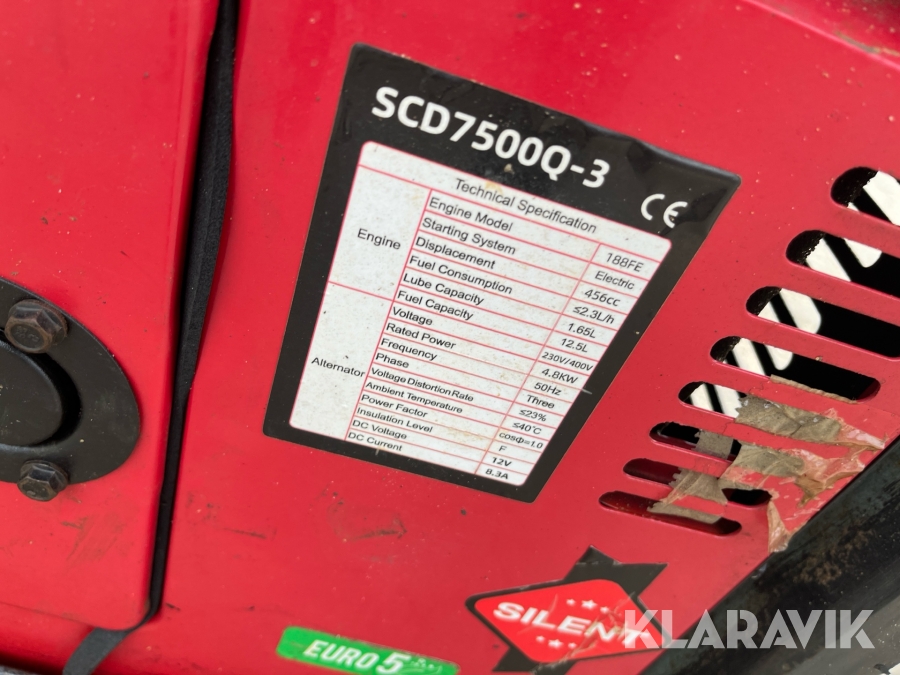 SCD7500Q-3
CE
Technical Specification
Engine
Engine Model 188FE
Starting System Electric
Displacement 456cc
Fuel Consumption ≤2.3L/h
Lube Capacity 1.65L
Fuel Capacity 12.5L
Alternator
Voltage 230V/400V
Rated Power 4.8KW
Frequency 50Hz
Phase Three
Voltage Distortion Rate ≤23%
Ambient Temperature ≤40℃
Power Factor cosΦ=1.0
Insulation Level F
DC Voltage 12V
DC Current 8.3A
SILENT
EURO 5
KLARAVIK